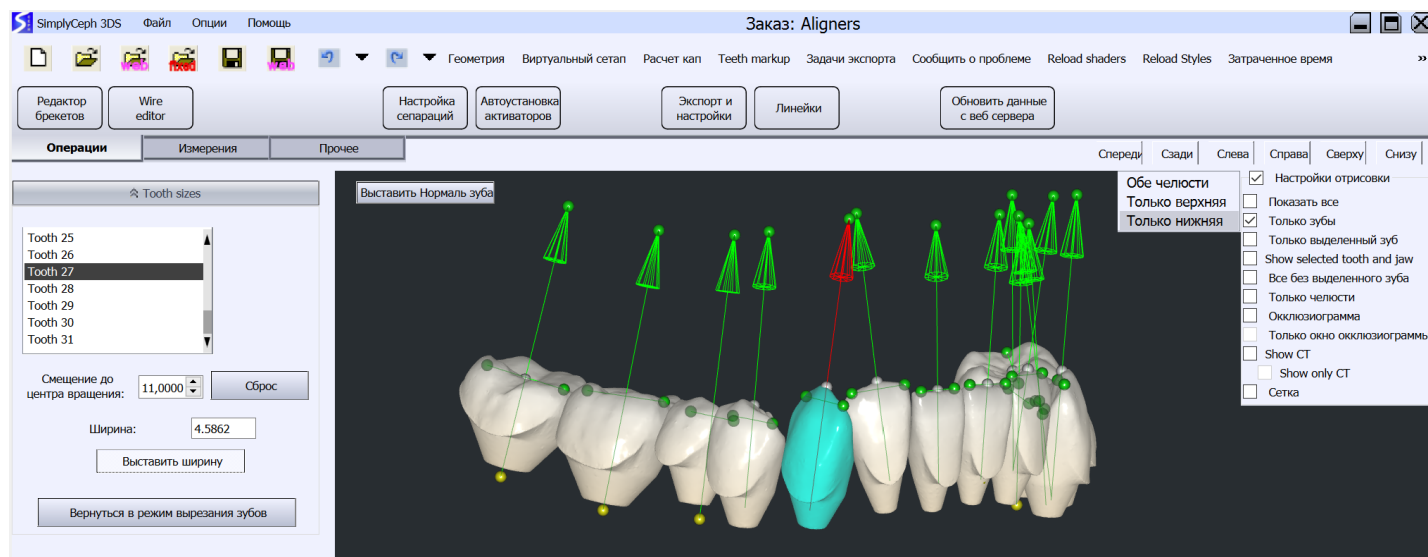 SimplyCeph 3DS Файл Опции Помощь Заказ: Aligners
web fixed web Геометрия Виртуальный сетап Расчет кап Teeth markup Задачи экспорта Сообщить о проблеме Reload shaders Reload Styles Затраченное время »
Редактор брекетов
Wire editor
Настройка сепараций
Автоустановка активаторов
Экспорт и настройки
Линейки
Обновить данные с веб сервера
Операции Измерения Прочее
Спереди Сзади Слева Справа Сверху Снизу
Tooth sizes
Tooth 25
Tooth 26
Tooth 27
Tooth 28
Tooth 29
Tooth 30
Tooth 31
Смещение до
центра вращения: 11,0000 Сброс
Ширина: 4.5862
Выставить ширину
Вернуться в режим вырезания зубов
Выставить Нормаль зуба
Обе челюсти
Только верхняя
Только нижняя
Настройки отрисовки
Показать все
Только зубы
Только выделенный зуб
Show selected tooth and jaw
Все без выделенного зуба
Только челюсти
Окклюзиограмма
Только окно окклюзиограммы
Show CT
Show only CT
Сетка